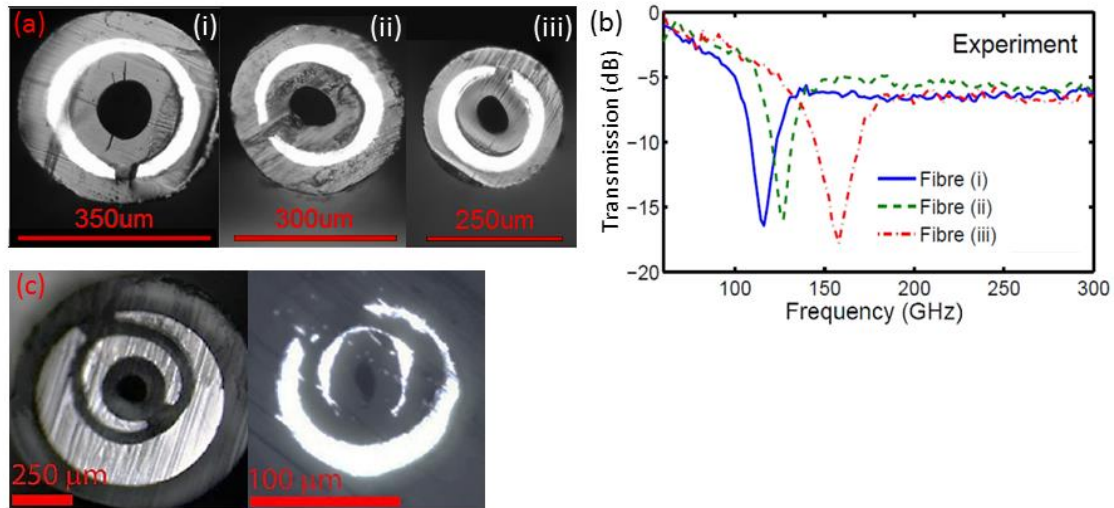 (a)
(i)
(ii)
(iii)
350um
300um
250um
(b)
Experiment
Transmission (dB)
0
−5
−10
−15
−20
Fibre (i)
Fibre (ii)
Fibre (iii)
100
150
200
250
300
Frequency (GHz)
(c)
250 µm
100 µm